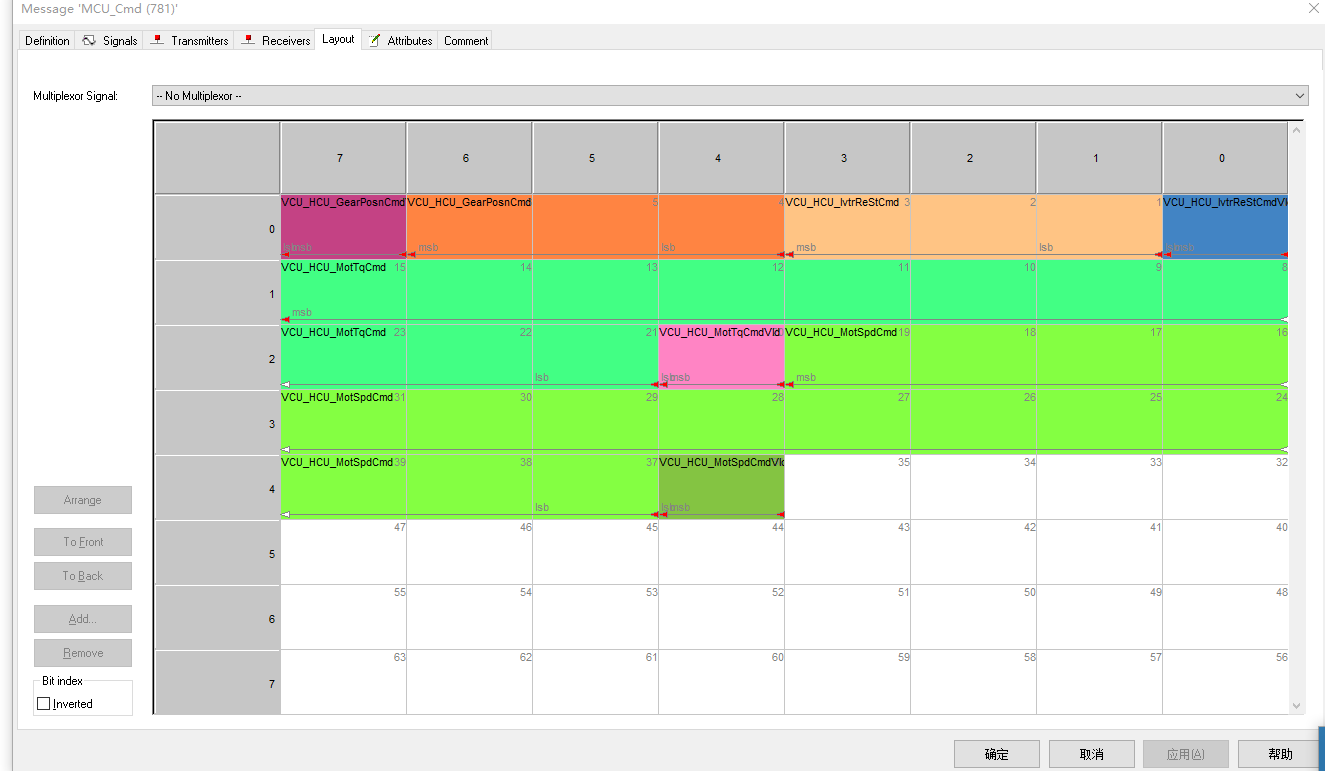 Message 'MCU_Cmd (781)'
Definition Signals Transmitters Receivers Layout Attributes Comment
Multiplexor Signal: -- No Multiplexor --
7 6 5 4 3 2 1 0
VCU_HCU_GearPosnCmd VCU_HCU_GearPosnCmd 5 4 VCU_HCU_IvtrReStCmd 3 2 1 VCU_HCU_IvtrReStCmdVl
0
lsb msb msb lsb msb lsb lsb msb
VCU_HCU_MotTqCmd 15 14 13 12 11 10 9 8
1
msb
VCU_HCU_MotTqCmd 23 22 21 VCU_HCU_MotTqCmdVld VCU_HCU_MotSpdCmd 19 18 17 16
2
lsb lsb msb msb
VCU_HCU_MotSpdCmd 31 30 29 28 27 26 25 24
3
VCU_HCU_MotSpdCmd 39 38 37 VCU_HCU_MotSpdCmdVl 35 34 33 32
4
lsb lsb msb
47 46 45 44 43 42 41 40
5
55 54 53 52 51 50 49 48
6
63 62 61 60 59 58 57 56
7
Arrange
To Front
To Back
Add...
Remove
Bit index
Inverted
确定 取消 应用(A) 帮助